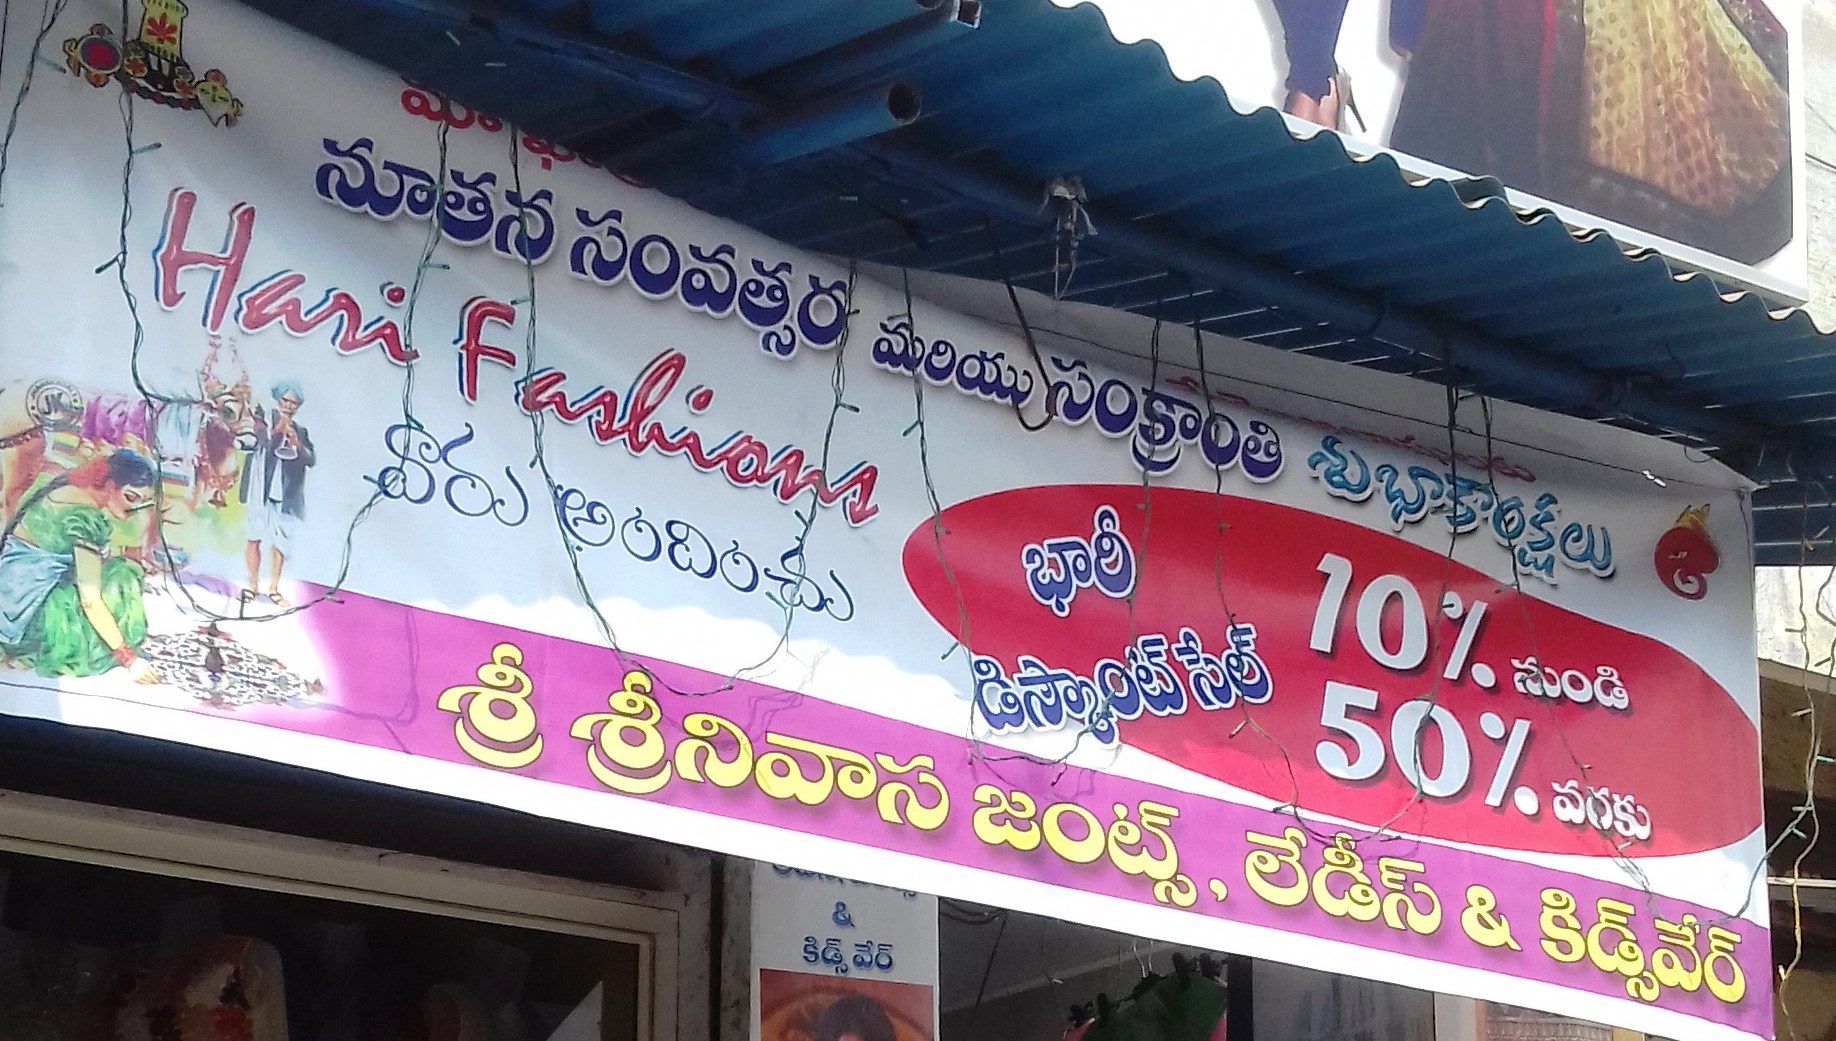 నూతన సంవత్సర మరియు సంక్రాంతి శుభాకాంక్షలు
Hari Fashions
వీరు అందించు
భారీ
డిస్కౌంట్ సేల్
10% నుండి
50% వరకు
శ్రీ శ్రీనివాస జంట్స్, లేడీస్ & కిడ్స్‌వేర్
&
కిడ్స్ వేర్